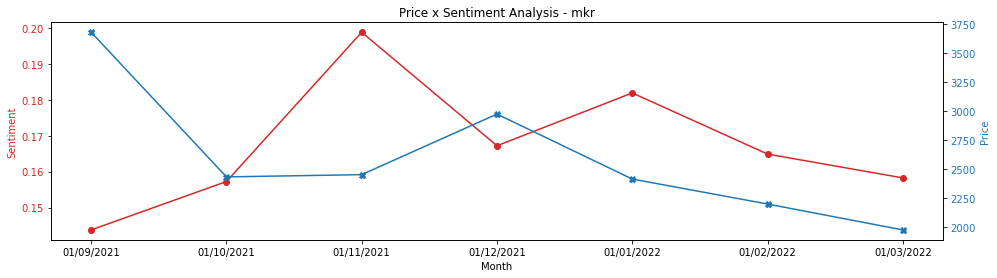 Price x Sentiment Analysis - mkr
0.20
0.19
0.18
0.17
0.16
0.15
Sentiment
3750
3500
3250
3000
2750
2500
2250
2000
Price
01/09/2021 01/10/2021 01/11/2021 01/12/2021 01/01/2022 01/02/2022 01/03/2022
Month